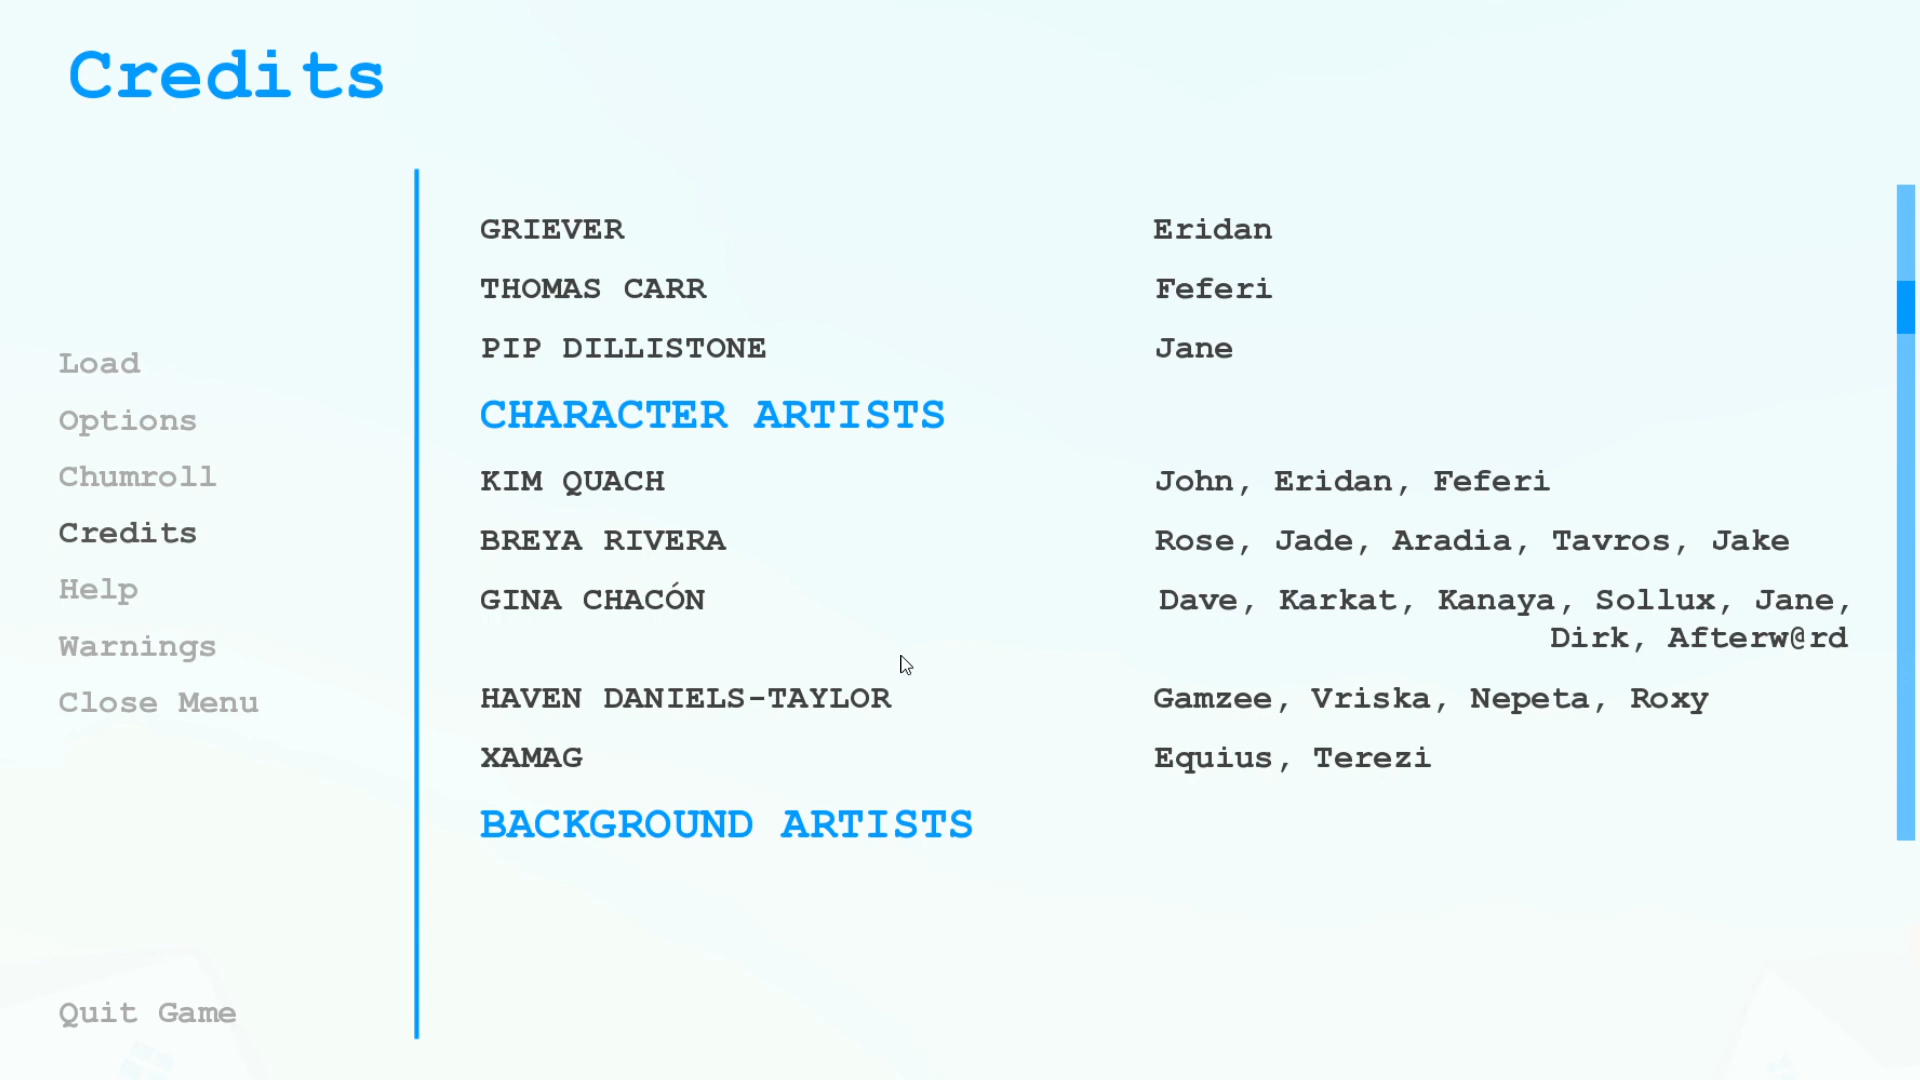 Credits
Load
Options
Chumroll
Credits
Help
Warnings
Close Menu
Quit Game
GRIEVER Eridan
THOMAS CARR Feferi
PIP DILLISTONE Jane
CHARACTER ARTISTS
KIM QUACH John, Eridan, Feferi
BREYA RIVERA Rose, Jade, Aradia, Tavros, Jake
GINA CHACÓN Dave, Karkat, Kanaya, Sollux, Jane,
Dirk, Afterw@rd
HAVEN DANIELS-TAYLOR Gamzee, Vriska, Nepeta, Roxy
XAMAG Equius, Terezi
BACKGROUND ARTISTS